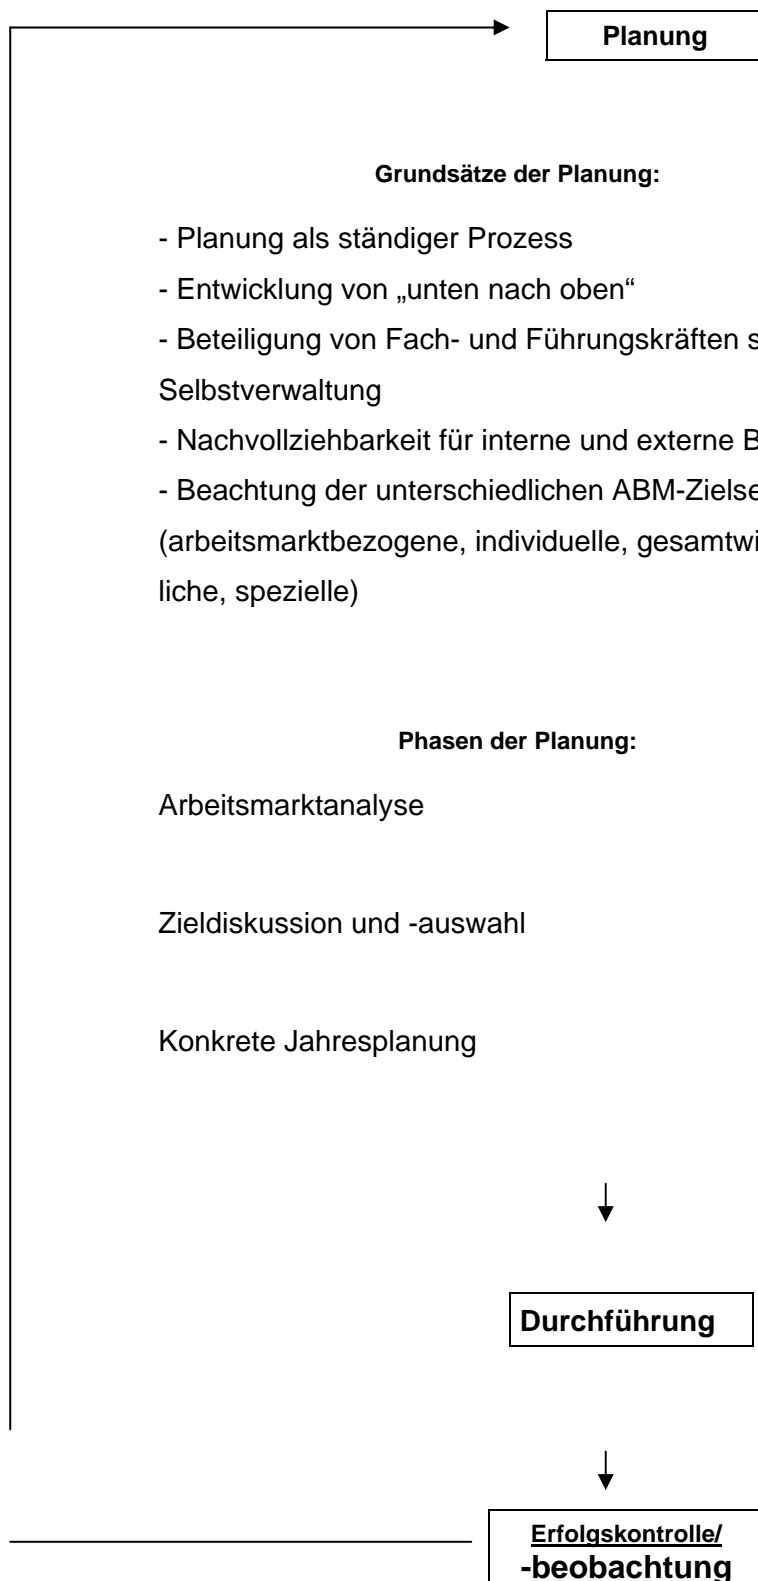 Planung
Grundsätze der Planung:
- Planung als ständiger Prozess
- Entwicklung von „unten nach oben“
- Beteiligung von Fach- und Führungskräften s
Selbstverwaltung
- Nachvollziehbarkeit für interne und externe B
- Beachtung der unterschiedlichen ABM-Zielse
(arbeitsmarktbezogene, individuelle, gesamtwi
liche, spezielle)
Phasen der Planung:
Arbeitsmarktanalyse
Zieldiskussion und -auswahl
Konkrete Jahresplanung
Durchführung
Erfolgskontrolle/
-beobachtung